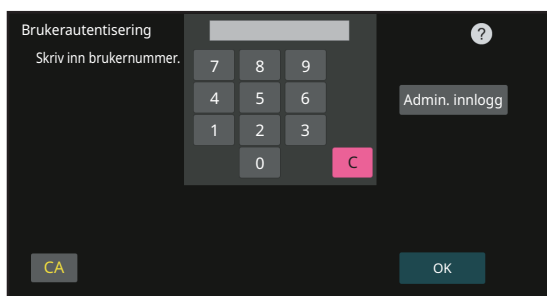 Brukerautentisering
?
Skriv inn brukernummer.
7 8 9
4 5 6
Admin. innlogg
1 2 3
0 C
CA
OK